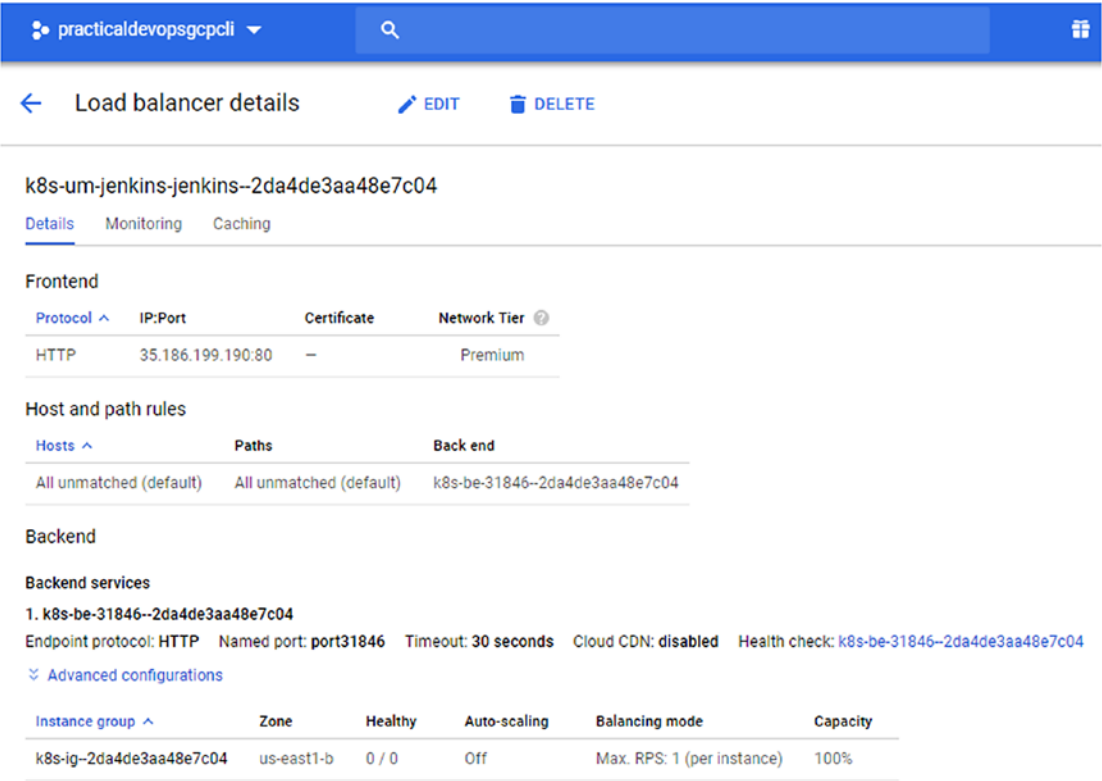 practicaldevopsgcpcli
Load balancer details EDIT DELETE
k8s-um-jenkins-jenkins--2da4de3aa48e7c04
Details Monitoring Caching
Frontend
Protocol IP:Port Certificate Network Tier ?
HTTP 35.186.199.190:80 — Premium
Host and path rules
Hosts Paths Back end
All unmatched (default) All unmatched (default) k8s-be-31846--2da4de3aa48e7c04
Backend
Backend services
1. k8s-be-31846--2da4de3aa48e7c04
Endpoint protocol: HTTP Named port: port31846 Timeout: 30 seconds Cloud CDN: disabled Health check: k8s-be-31846--2da4de3aa48e7c04
Advanced configurations
Instance group Zone Healthy Auto-scaling Balancing mode Capacity
k8s-ig--2da4de3aa48e7c04 us-east1-b 0 / 0 Off Max. RPS: 1 (per instance) 100%